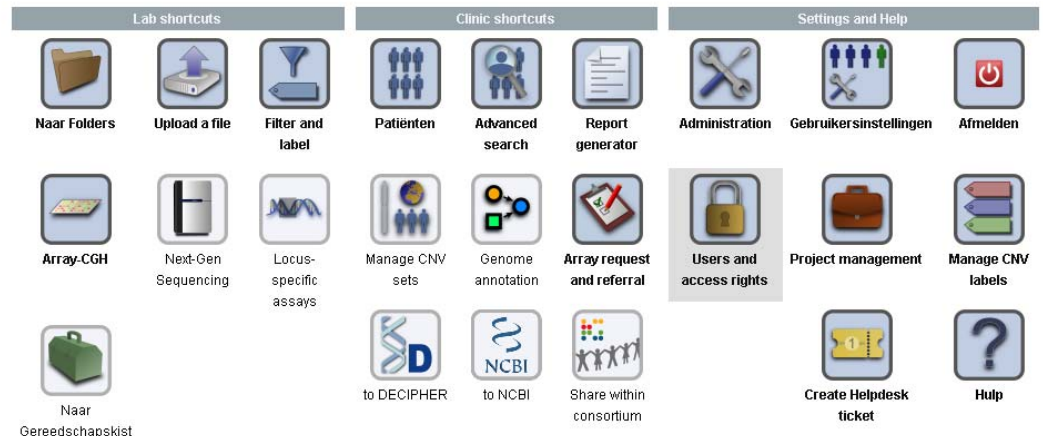 Lab shortcuts
Clinic shortcuts
Settings and Help
Naar Folders
Upload a file
Filter and
label
Patiënten
Advanced
search
Report
generator
Administration
Gebruikersinstellingen
Afmelden
Array-CGH
Next-Gen
Sequencing
Locus-
specific
assays
Manage CNV
sets
Genome
annotation
Array request
and referral
Users and
access rights
Project management
Manage CNV
labels
Naar
Gereedschapskist
D
to DECIPHER
NCBI
to NCBI
Share within
consortium
1
Create Helpdesk
ticket
?
Hulp